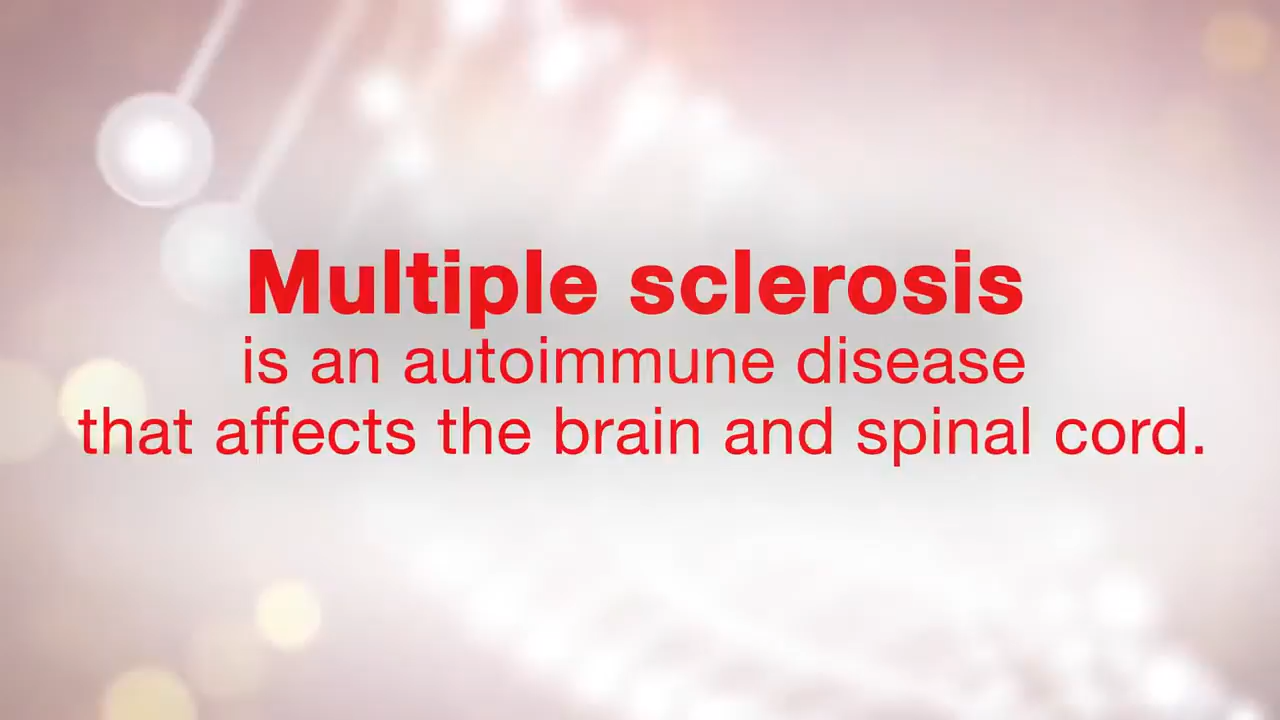 Multiple sclerosis
is an autoimmune disease
that affects the brain and spinal cord.